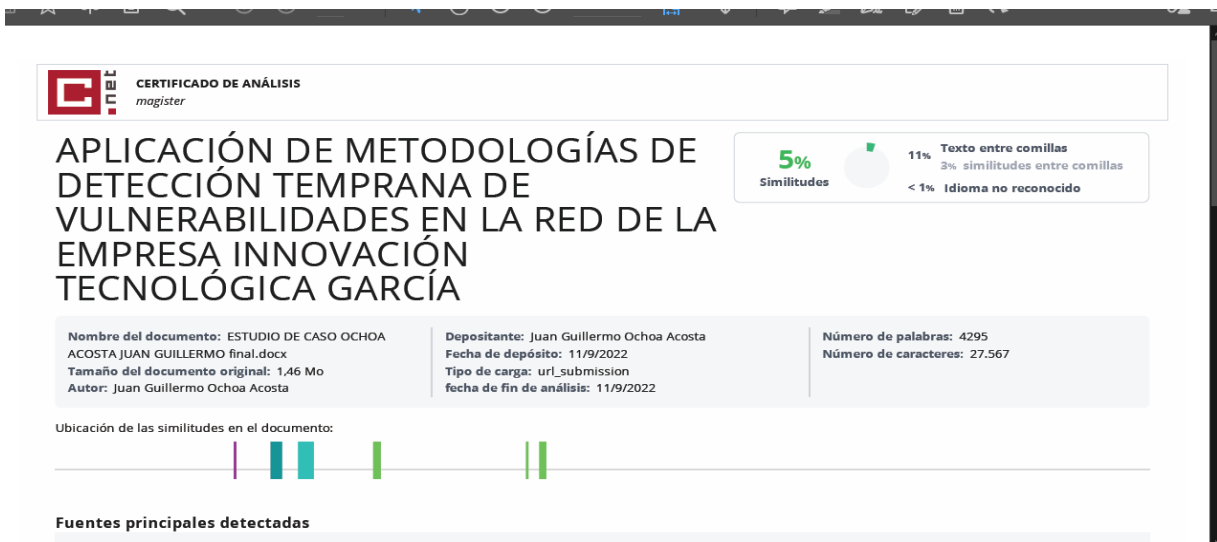 C.net
CERTIFICADO DE ANÁLISIS
magister
APLICACIÓN DE METODOLOGÍAS DE
DETECCIÓN TEMPRANA DE
VULNERABILIDADES EN LA RED DE LA
EMPRESA INNOVACIÓN
TECNOLÓGICA GARCÍA
5%
Similitudes
11% Texto entre comillas
3% similitudes entre comillas
< 1% Idioma no reconocido
Nombre del documento: ESTUDIO DE CASO OCHOA
ACOSTA JUAN GUILLERMO final.docx
Tamaño del documento original: 1,46 Mo
Autor: Juan Guillermo Ochoa Acosta
Depositante: Juan Guillermo Ochoa Acosta
Fecha de depósito: 11/9/2022
Tipo de carga: url_submission
fecha de fin de análisis: 11/9/2022
Número de palabras: 4295
Número de caracteres: 27.567
Ubicación de las similitudes en el documento:
Fuentes principales detectadas